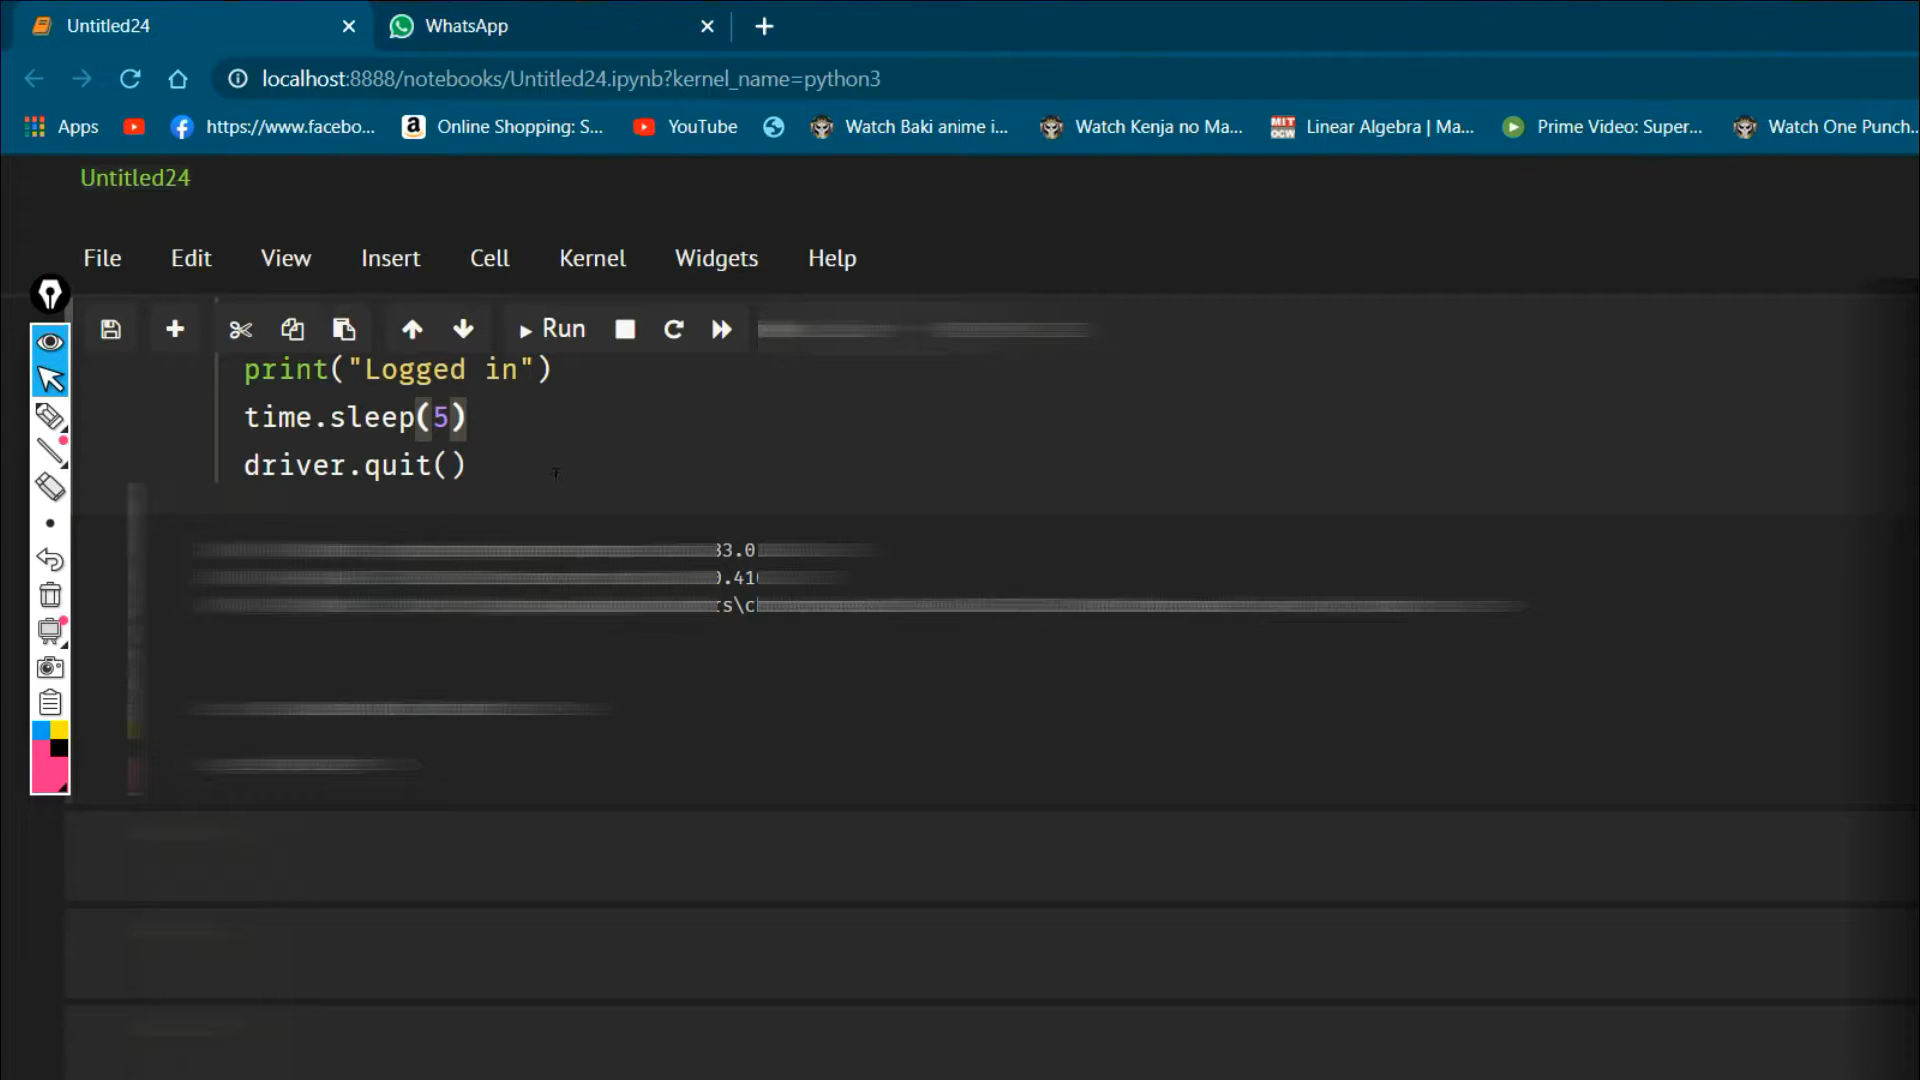 Untitled24
WhatsApp
localhost:8888/notebooks/Untitled24.ipynb?kernel_name=python3
Apps
https://www.facebo...
Online Shopping: S...
YouTube
Watch Baki anime i...
Watch Kenja no Ma...
Linear Algebra | Ma...
Prime Video: Super...
Watch One Punch...
Untitled24
File Edit View Insert Cell Kernel Widgets Help
Run
print("Logged in")
time.sleep(5)
driver.quit()